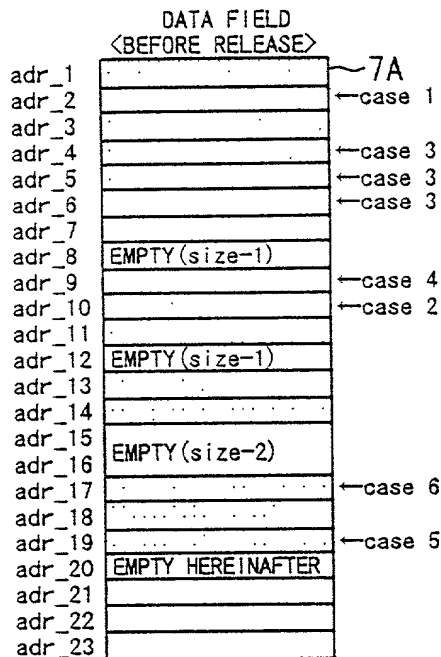 DATA FIELD
<BEFORE RELEASE>
adr_1 7A
adr_2 ←case 1
adr_3
adr_4 ←case 3
adr_5 ←case 3
adr_6 ←case 3
adr_7
adr_8 EMPTY(size-1)
adr_9 ←case 4
adr_10 ←case 2
adr_11
adr_12 EMPTY(size-1)
adr_13
adr_14
adr_15
EMPTY(size-2)
adr_16
adr_17 ←case 6
adr_18
adr_19 ←case 5
adr_20 EMPTY HEREINAFTER
adr_21
adr_22
adr_23